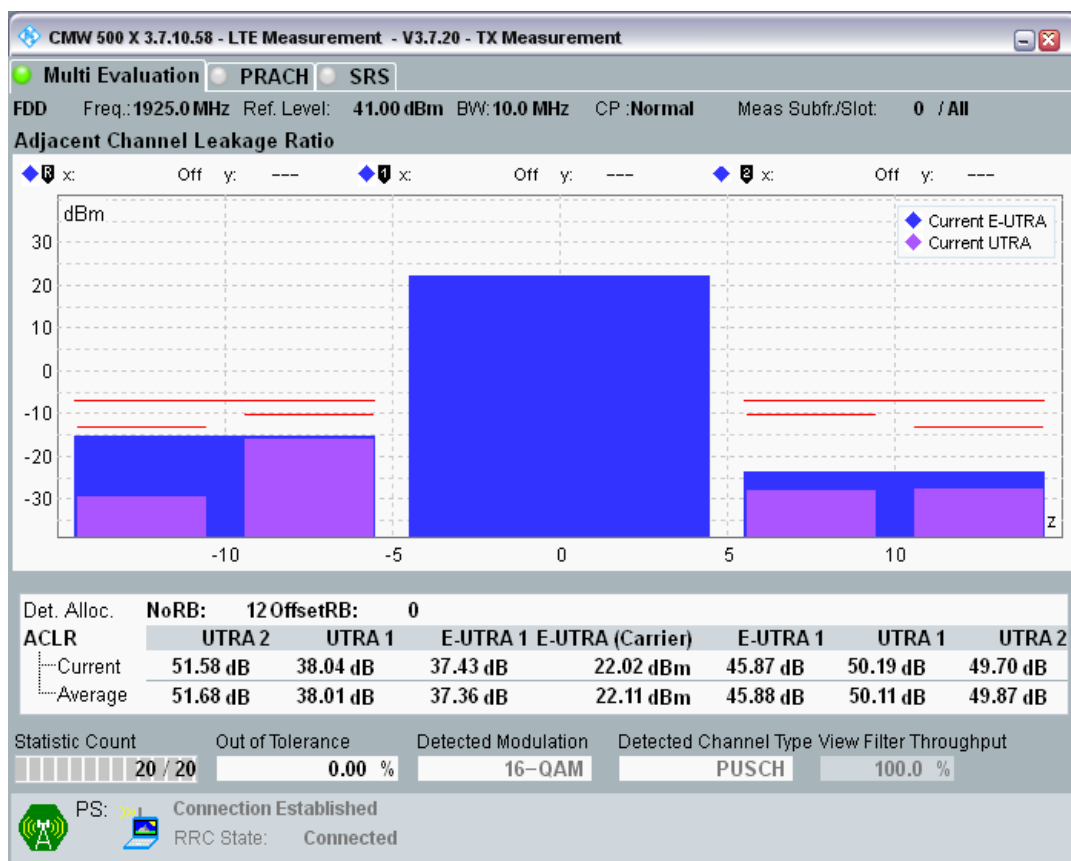 CMW 500 X 3.7.10.58 - LTE Measurement - V3.7.20 - TX Measurement
Multi Evaluation PRACH SRS
FDD Freq.: 1925.0 MHz Ref. Level: 41.00 dBm BW: 10.0 MHz CP :Normal Meas Subfr./Slot: 0 / All
Adjacent Channel Leakage Ratio
R x: Off y: --- 1 x: Off y: --- 2 x: Off y: ---
dBm
Current E-UTRA
Current UTRA
30
20
10
0
-10
-20
-30
z
-10 -5 0 5 10
Det. Alloc. NoRB: 12 OffsetRB: 0
ACLR UTRA 2 UTRA 1 E-UTRA 1 E-UTRA (Carrier) E-UTRA 1 UTRA 1 UTRA 2
Current 51.58 dB 38.04 dB 37.43 dB 22.02 dBm 45.87 dB 50.19 dB 49.70 dB
Average 51.68 dB 38.01 dB 37.36 dB 22.11 dBm 45.88 dB 50.11 dB 49.87 dB
Statistic Count Out of Tolerance Detected Modulation Detected Channel Type View Filter Throughput
20 / 20 0.00 % 16-QAM PUSCH 100.0 %
PS: Connection Established
RRC State: Connected